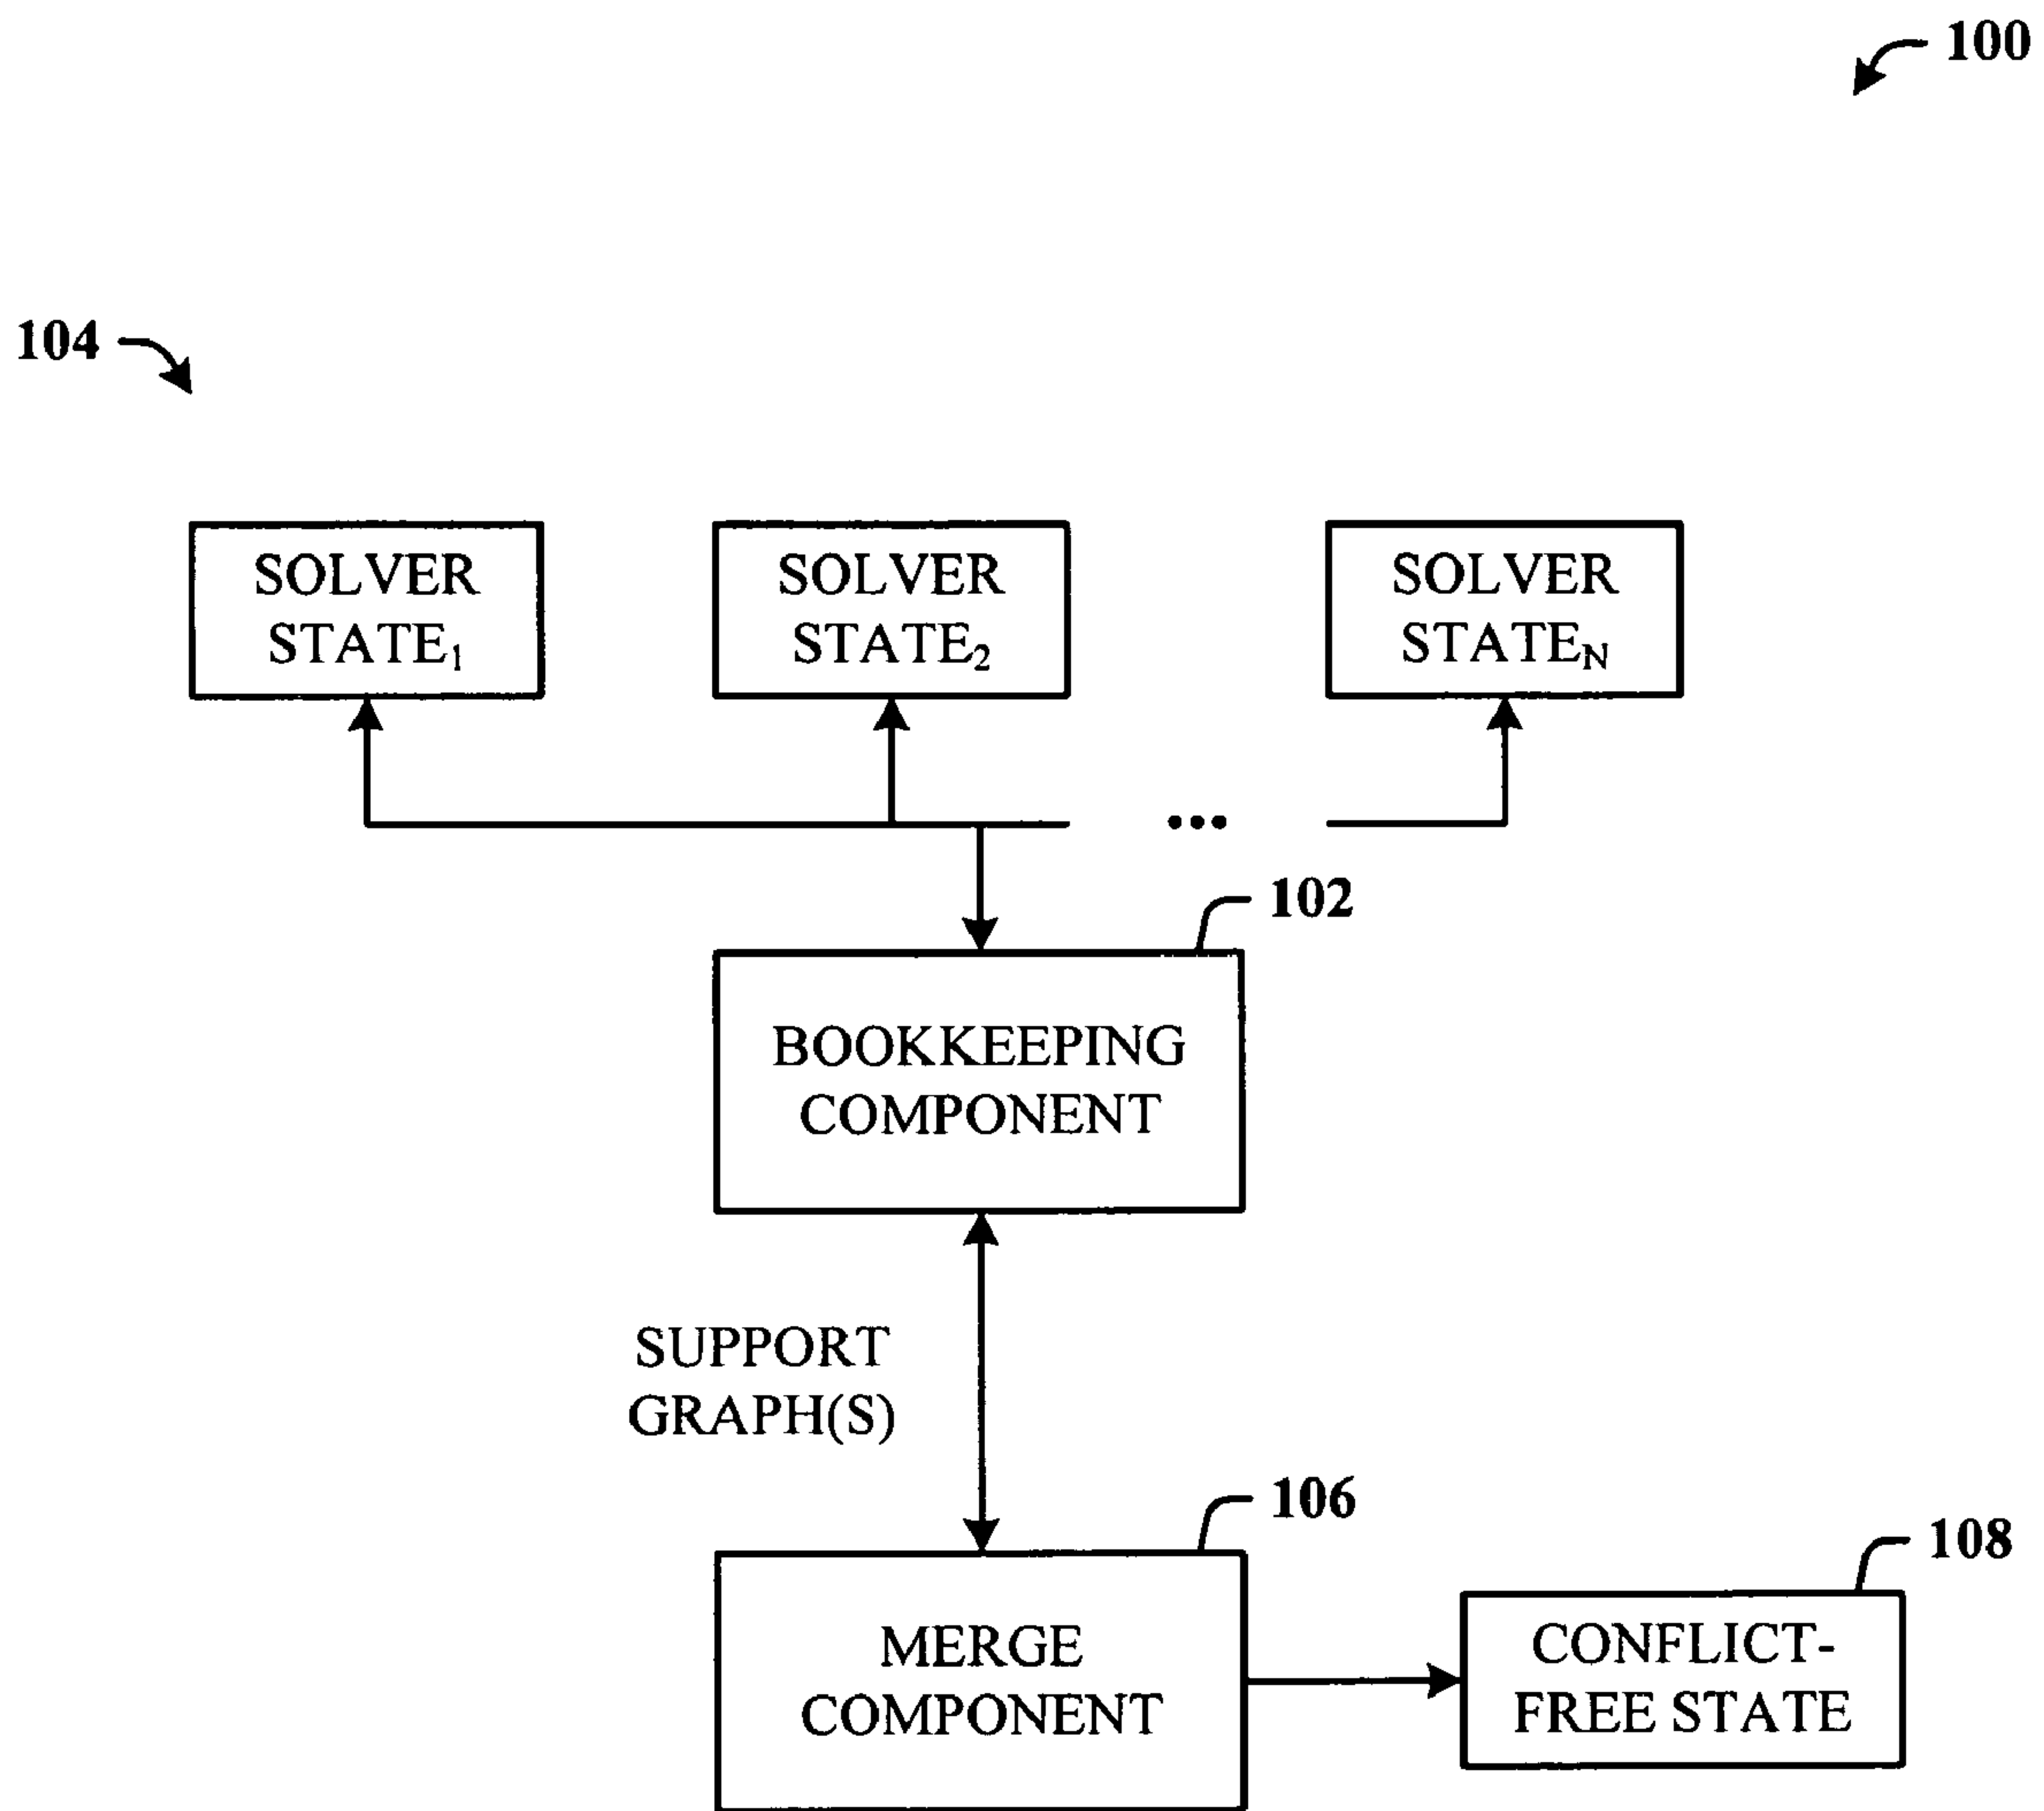 100
104
SOLVER
STATE₁
SOLVER
STATE₂
SOLVER
STATE_N
...
102
BOOKKEEPING
COMPONENT
SUPPORT
GRAPH(S)
106
MERGE
COMPONENT
108
CONFLICT-
FREE STATE